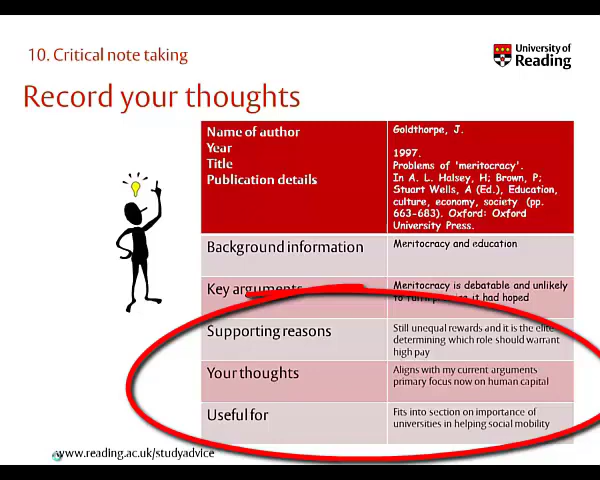 10. Critical note taking
University of
Reading
Record your thoughts
Name of author
Year
Title
Publication details
Goldthorpe, J.
1997.
Problems of 'meritocracy'.
In A. L. Halsey, H; Brown, P;
Stuart Wells, A (Ed.), Education,
culture, economy, society (pp.
663-683). Oxford: Oxford
University Press.
Background information
Meritocracy and education
Key arguments
Meritocracy is debatable and unlikely
to it had hoped
Supporting reasons
Still unequal rewards and it is the elite
determining which role should warrant
high pay
Your thoughts
Aligns with my current arguments
primary focus now on human capital
Useful for
Fits into section on importance of
universities in helping social mobility
www.reading.ac.uk/studyadvice